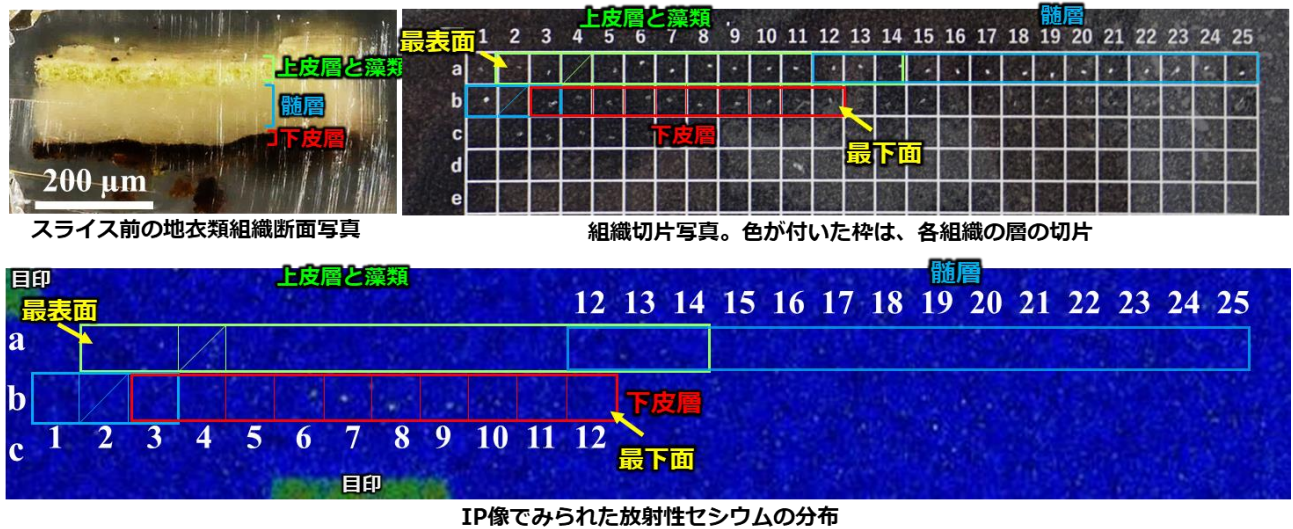 上皮層と藻類
髄層
下皮層
200 µm
スライス前の地衣類組織断面写真
上皮層と藻類
髄層
最表面
1 2 3 4 5 6 7 8 9 10 11 12 13 14 15 16 17 18 19 20 21 22 23 24 25
a
b
c
d
e
下皮層
最下面
組織切片写真。色が付いた枠は、各組織の層の切片
目印
上皮層と藻類
髄層
最表面
12 13 14 15 16 17 18 19 20 21 22 23 24 25
a
b
下皮層
c
1 2 3 4 5 6 7 8 9 10 11 12
最下面
目印
IP像でみられた放射性セシウムの分布